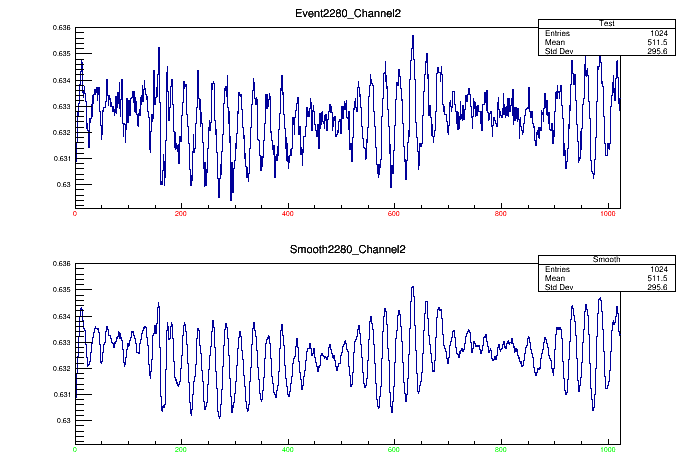 Event2280_Channel2
Test
Entries 1024
Mean 511.5
Std Dev 295.6
0.636
0.635
0.634
0.633
0.632
0.631
0.63
0 200 400 600 800 1000
Smooth2280_Channel2
Smooth
Entries 1024
Mean 511.5
Std Dev 295.6
0.636
0.635
0.634
0.633
0.632
0.631
0.63
0 200 400 600 800 1000